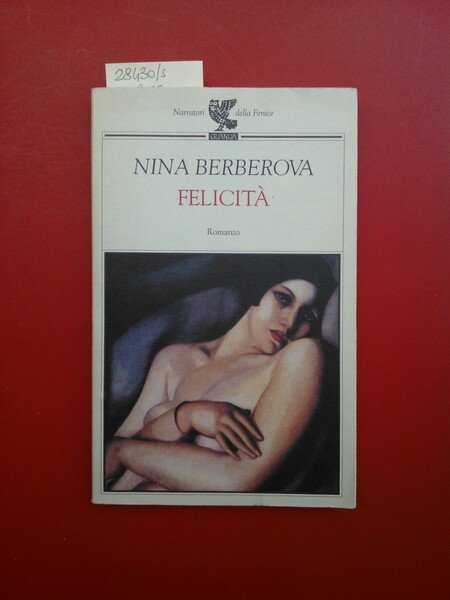 28430/s
Narratori della Fenice
GUANDA
NINA BERBEROVA
FELICITÀ
Romanzo